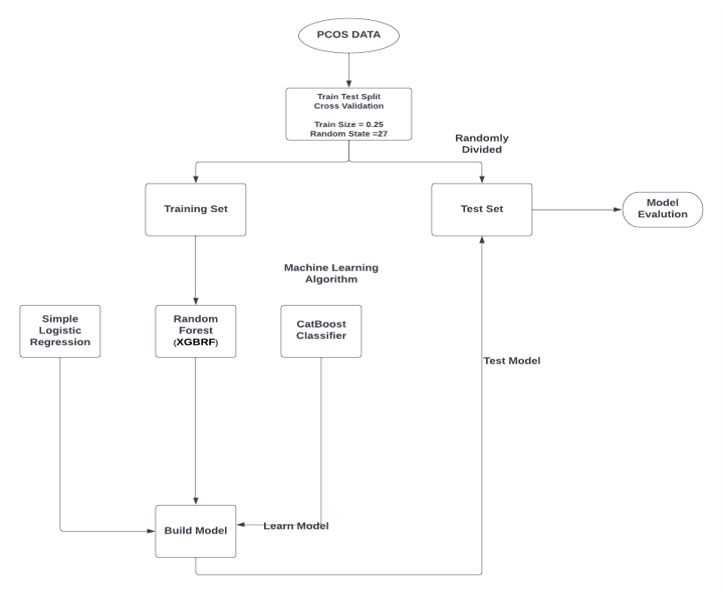 PCOS DATA
Train Test Split
Cross Validation
Train Size = 0.25
Random State =27
Randomly
Divided
Training Set
Test Set
Model
Evalution
Machine Learning
Algorithm
Simple
Logistic
Regression
Random
Forest
(XGBRF)
CatBoost
Classifier
Test Model
Build Model
Learn Model